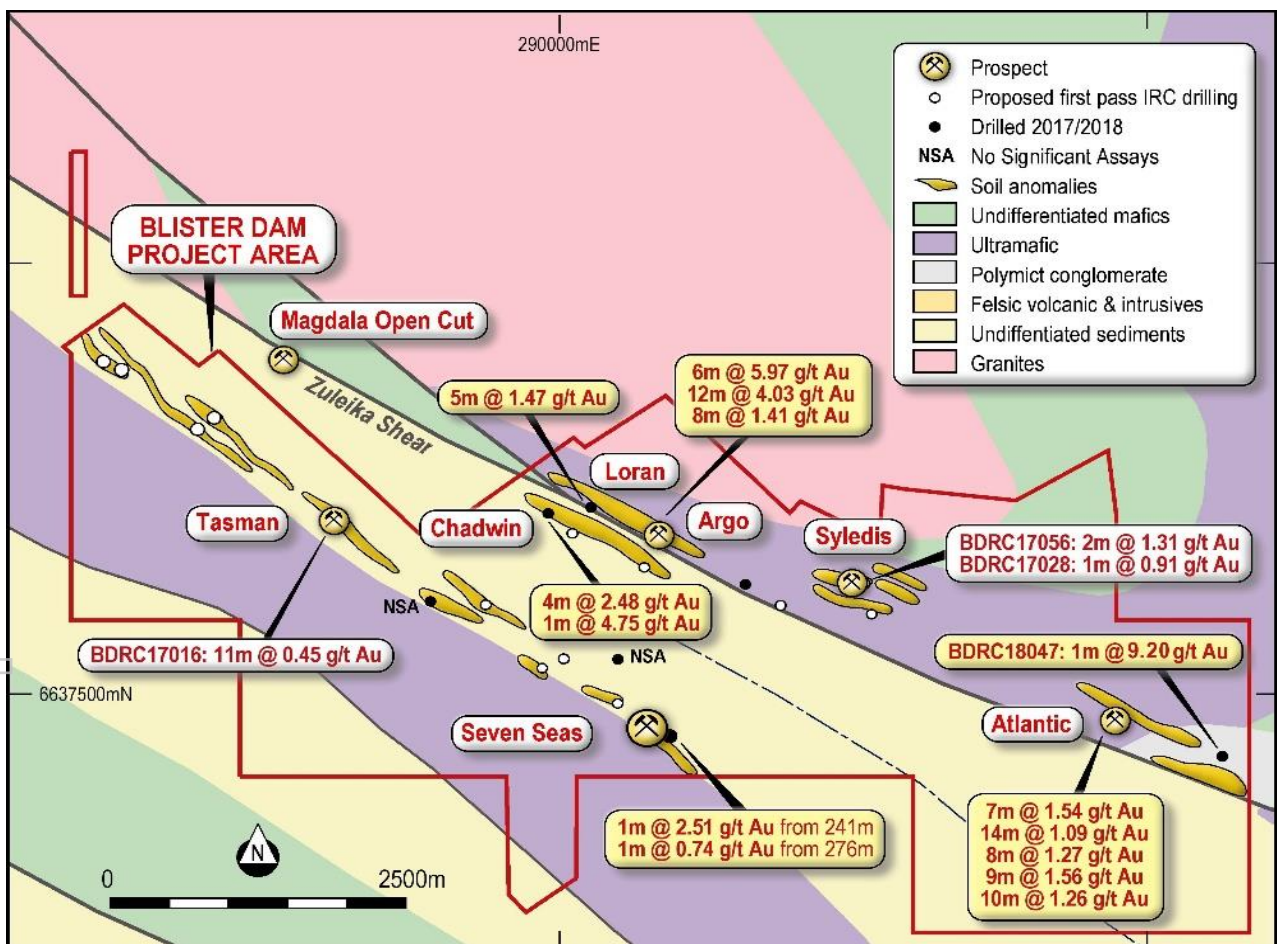 290000mE
Prospect
Proposed first pass IRC drilling
Drilled 2017/2018
NSA No Significant Assays
Soil anomalies
Undifferentiated mafics
Ultramafic
Polymict conglomerate
Felsic volcanic & intrusives
Undiffentiated sediments
Granites
BLISTER DAM
PROJECT AREA
Magdala Open Cut
Zuleika Shear
5m @ 1.47 g/t Au
6m @ 5.97 g/t Au
12m @ 4.03 g/t Au
8m @ 1.41 g/t Au
Loran
Tasman
Chadwin
Argo
Syledis
BDRC17056: 2m @ 1.31 g/t Au
BDRC17028: 1m @ 0.91 g/t Au
NSA
4m @ 2.48 g/t Au
1m @ 4.75 g/t Au
BDRC17016: 11m @ 0.45 g/t Au
NSA
BDRC18047: 1m @ 9.20 g/t Au
6637500mN
Seven Seas
Atlantic
1m @ 2.51 g/t Au from 241m
1m @ 0.74 g/t Au from 276m
7m @ 1.54 g/t Au
14m @ 1.09 g/t Au
8m @ 1.27 g/t Au
9m @ 1.56 g/t Au
10m @ 1.26 g/t Au
N
0 2500m